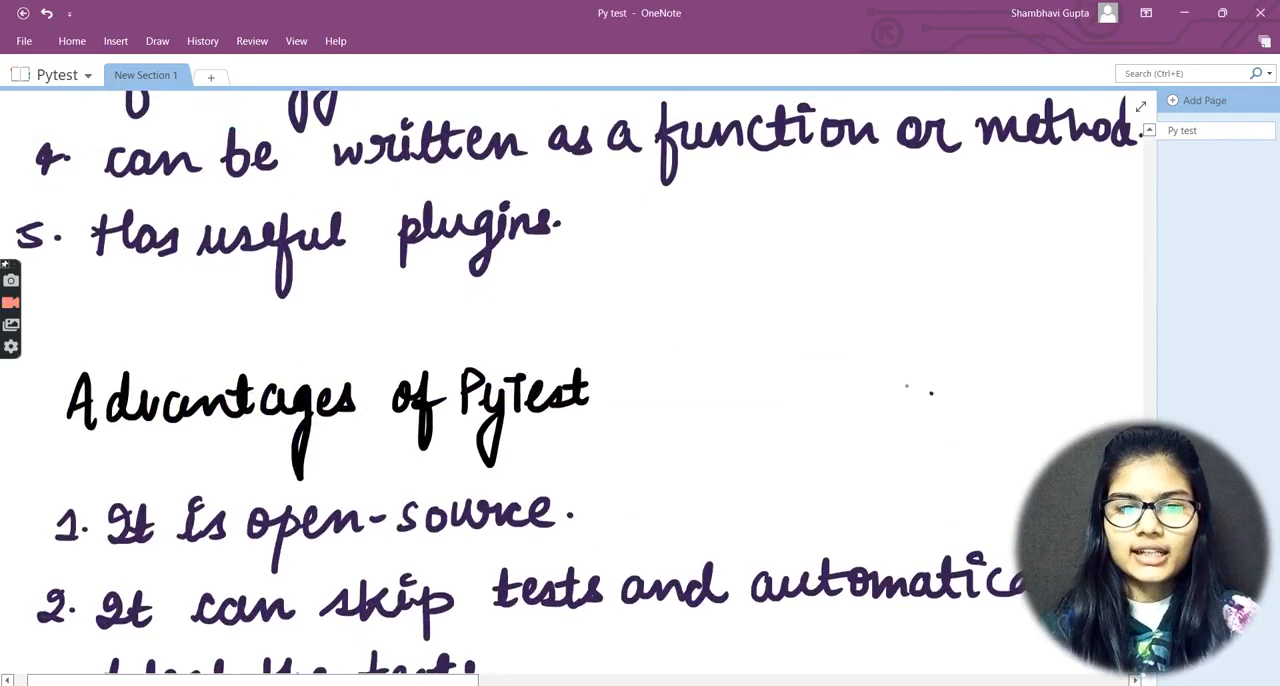 Py test - OneNote
Shambhavi Gupta
File Home Insert Draw History Review View Help
Pytest
New Section 1
+
Search (Ctrl+E)
Add Page
Py test
4. can be written as a function or method.
5. Has useful plugins.
Advantages of PyTest
1. It is open-source.
2. It can skip tests and automatica
the tests